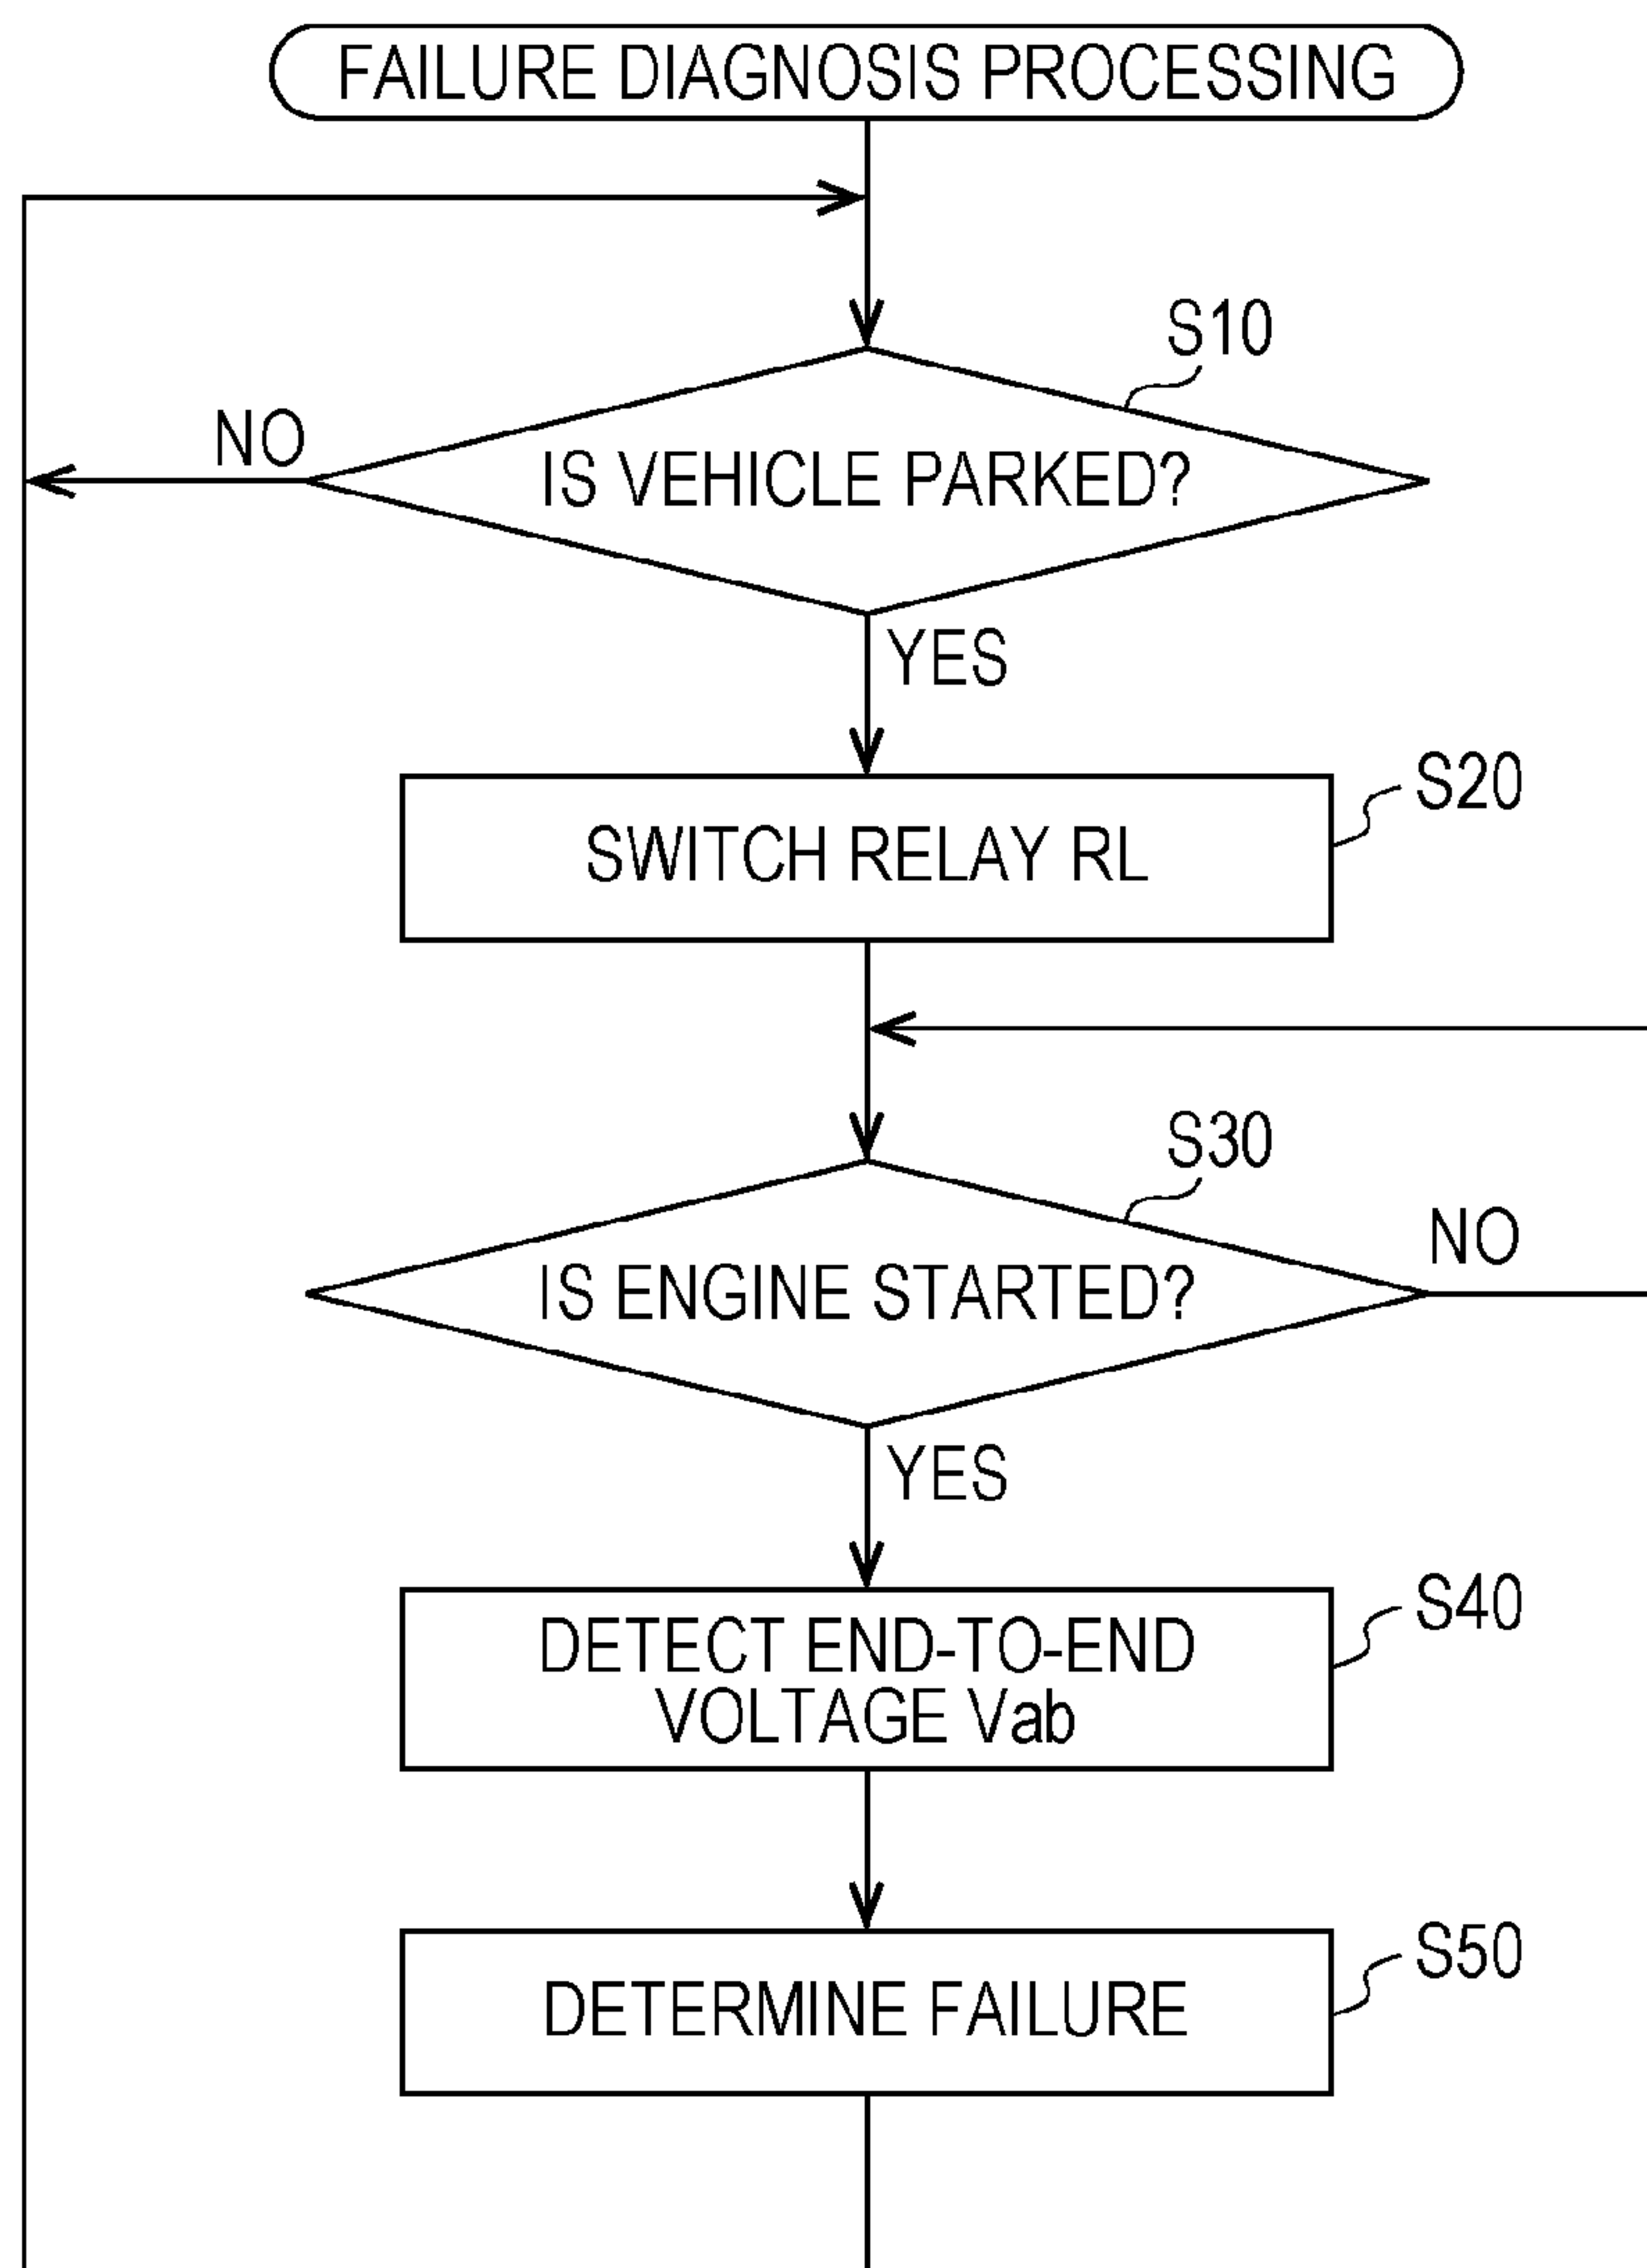 FAILURE DIAGNOSIS PROCESSING
S10
NO
IS VEHICLE PARKED?
YES
S20
SWITCH RELAY RL
S30
NO
IS ENGINE STARTED?
YES
S40
DETECT END-TO-END
VOLTAGE Vab
S50
DETERMINE FAILURE